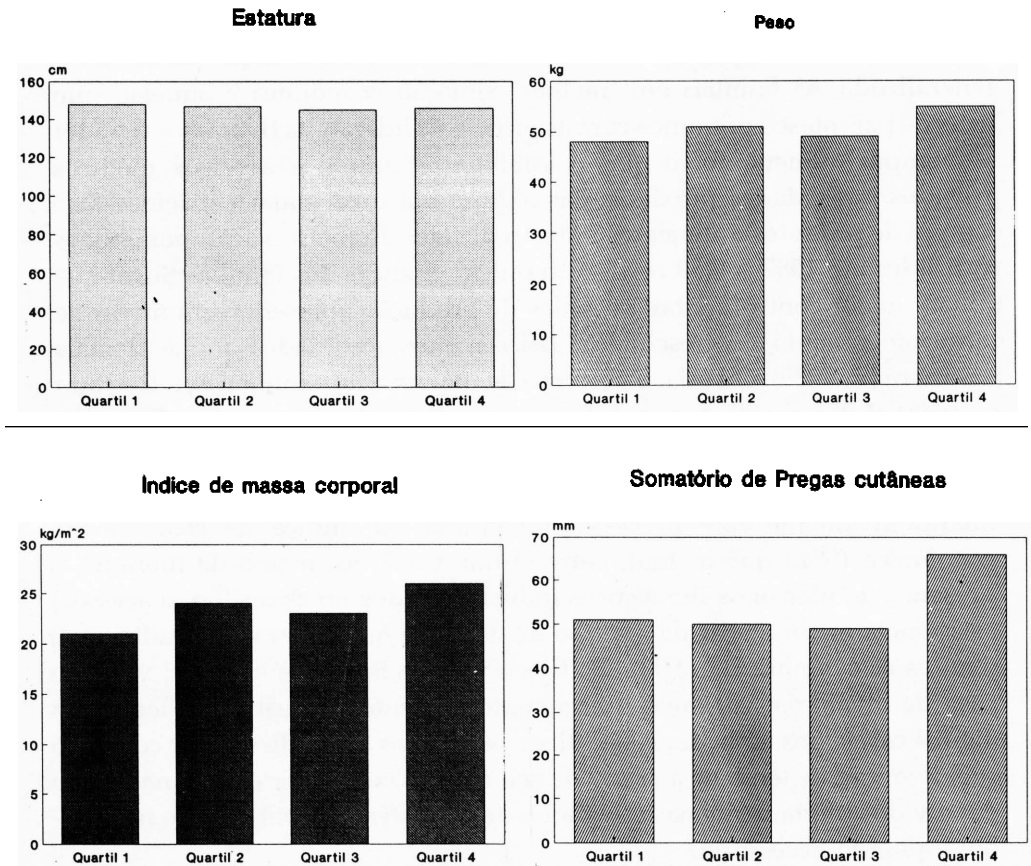 Estatura
cm
160
140
120
100
80
60
40
20
0
Quartil 1 Quartil 2 Quartil 3 Quartil 4
Peso
kg
60
50
40
30
20
10
0
Quartil 1 Quartil 2 Quartil 3 Quartil 4
Indice de massa corporal
kg/m^2
30
25
20
15
10
5
0
Quartil 1 Quartil 2 Quartil 3 Quartil 4
Somatório de Pregas cutâneas
mm
70
60
50
40
30
20
10
0
Quartil 1 Quartil 2 Quartil 3 Quartil 4